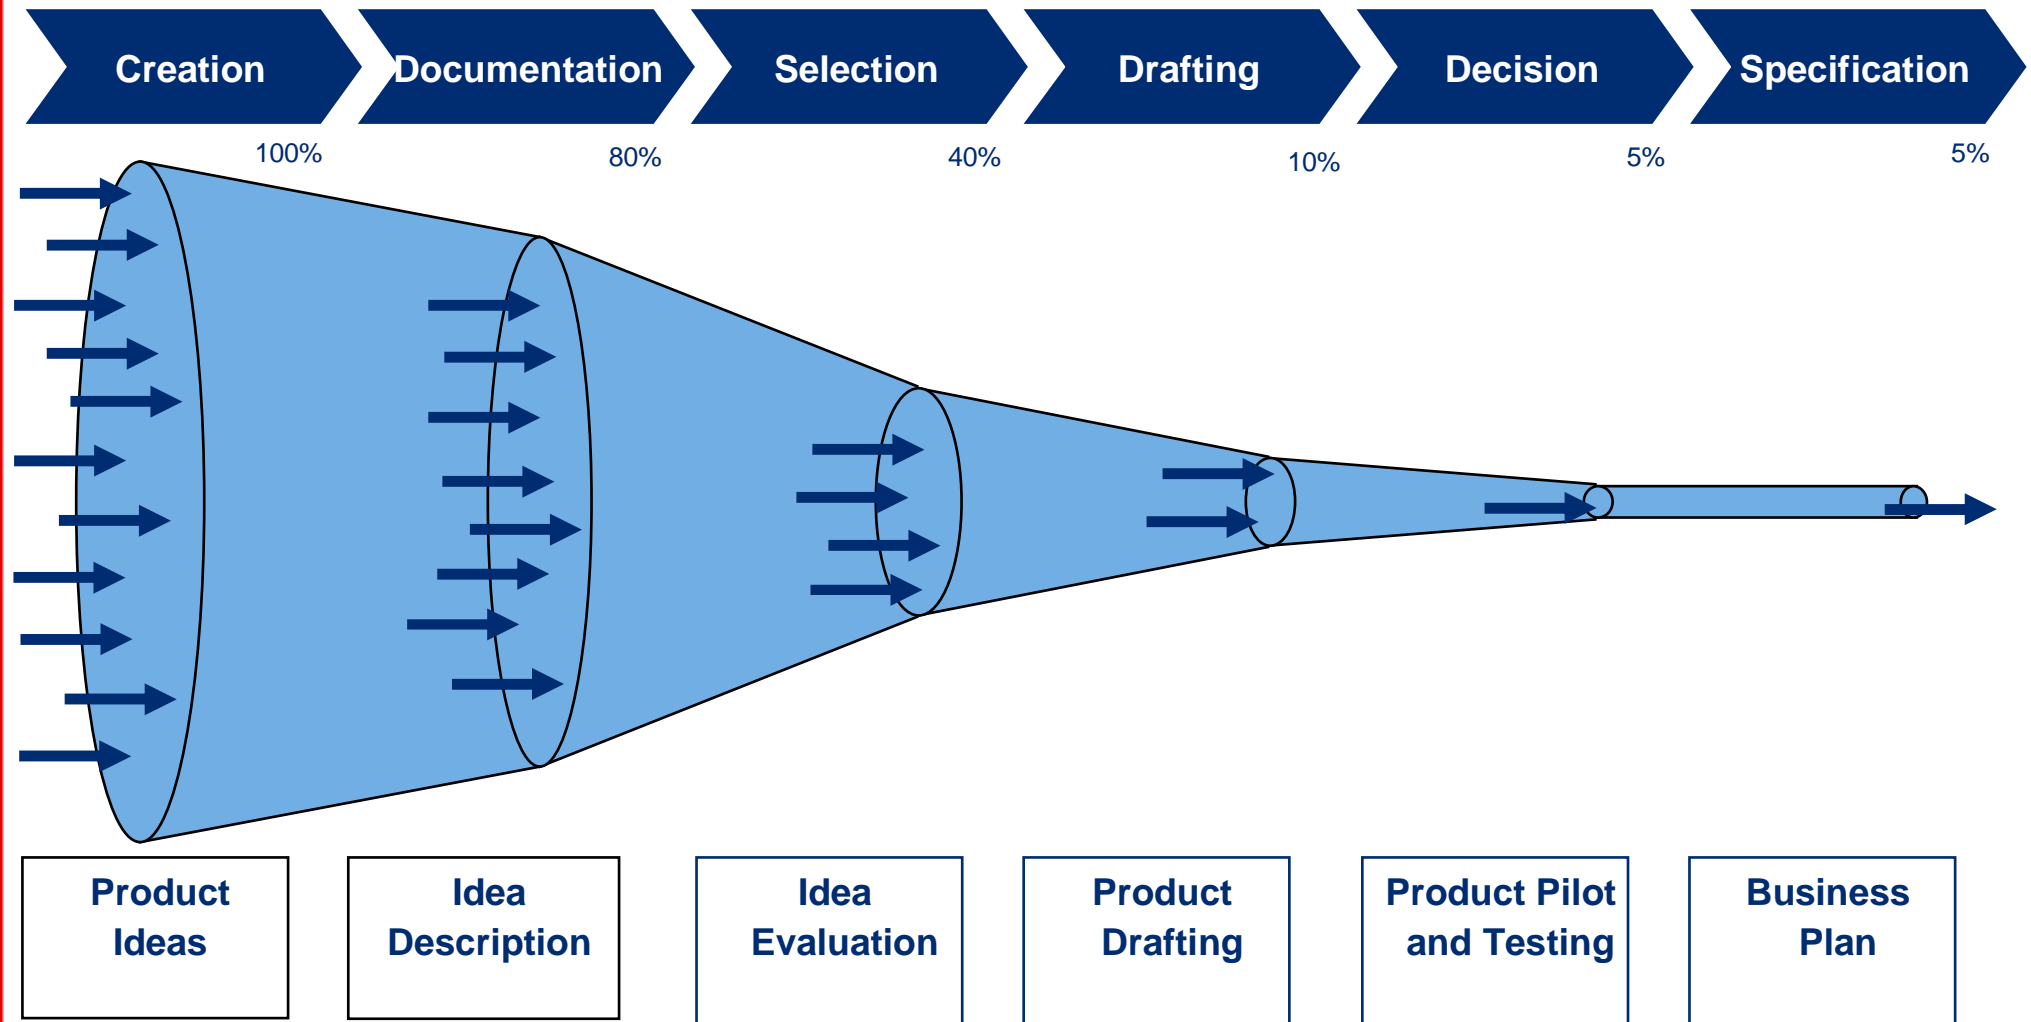 Creation
Documentation
Selection
Drafting
Decision
Specification
100%
80%
40%
10%
5%
5%
Product
Ideas
Idea
Description
Idea
Evaluation
Product
Drafting
Product Pilot
and Testing
Business
Plan